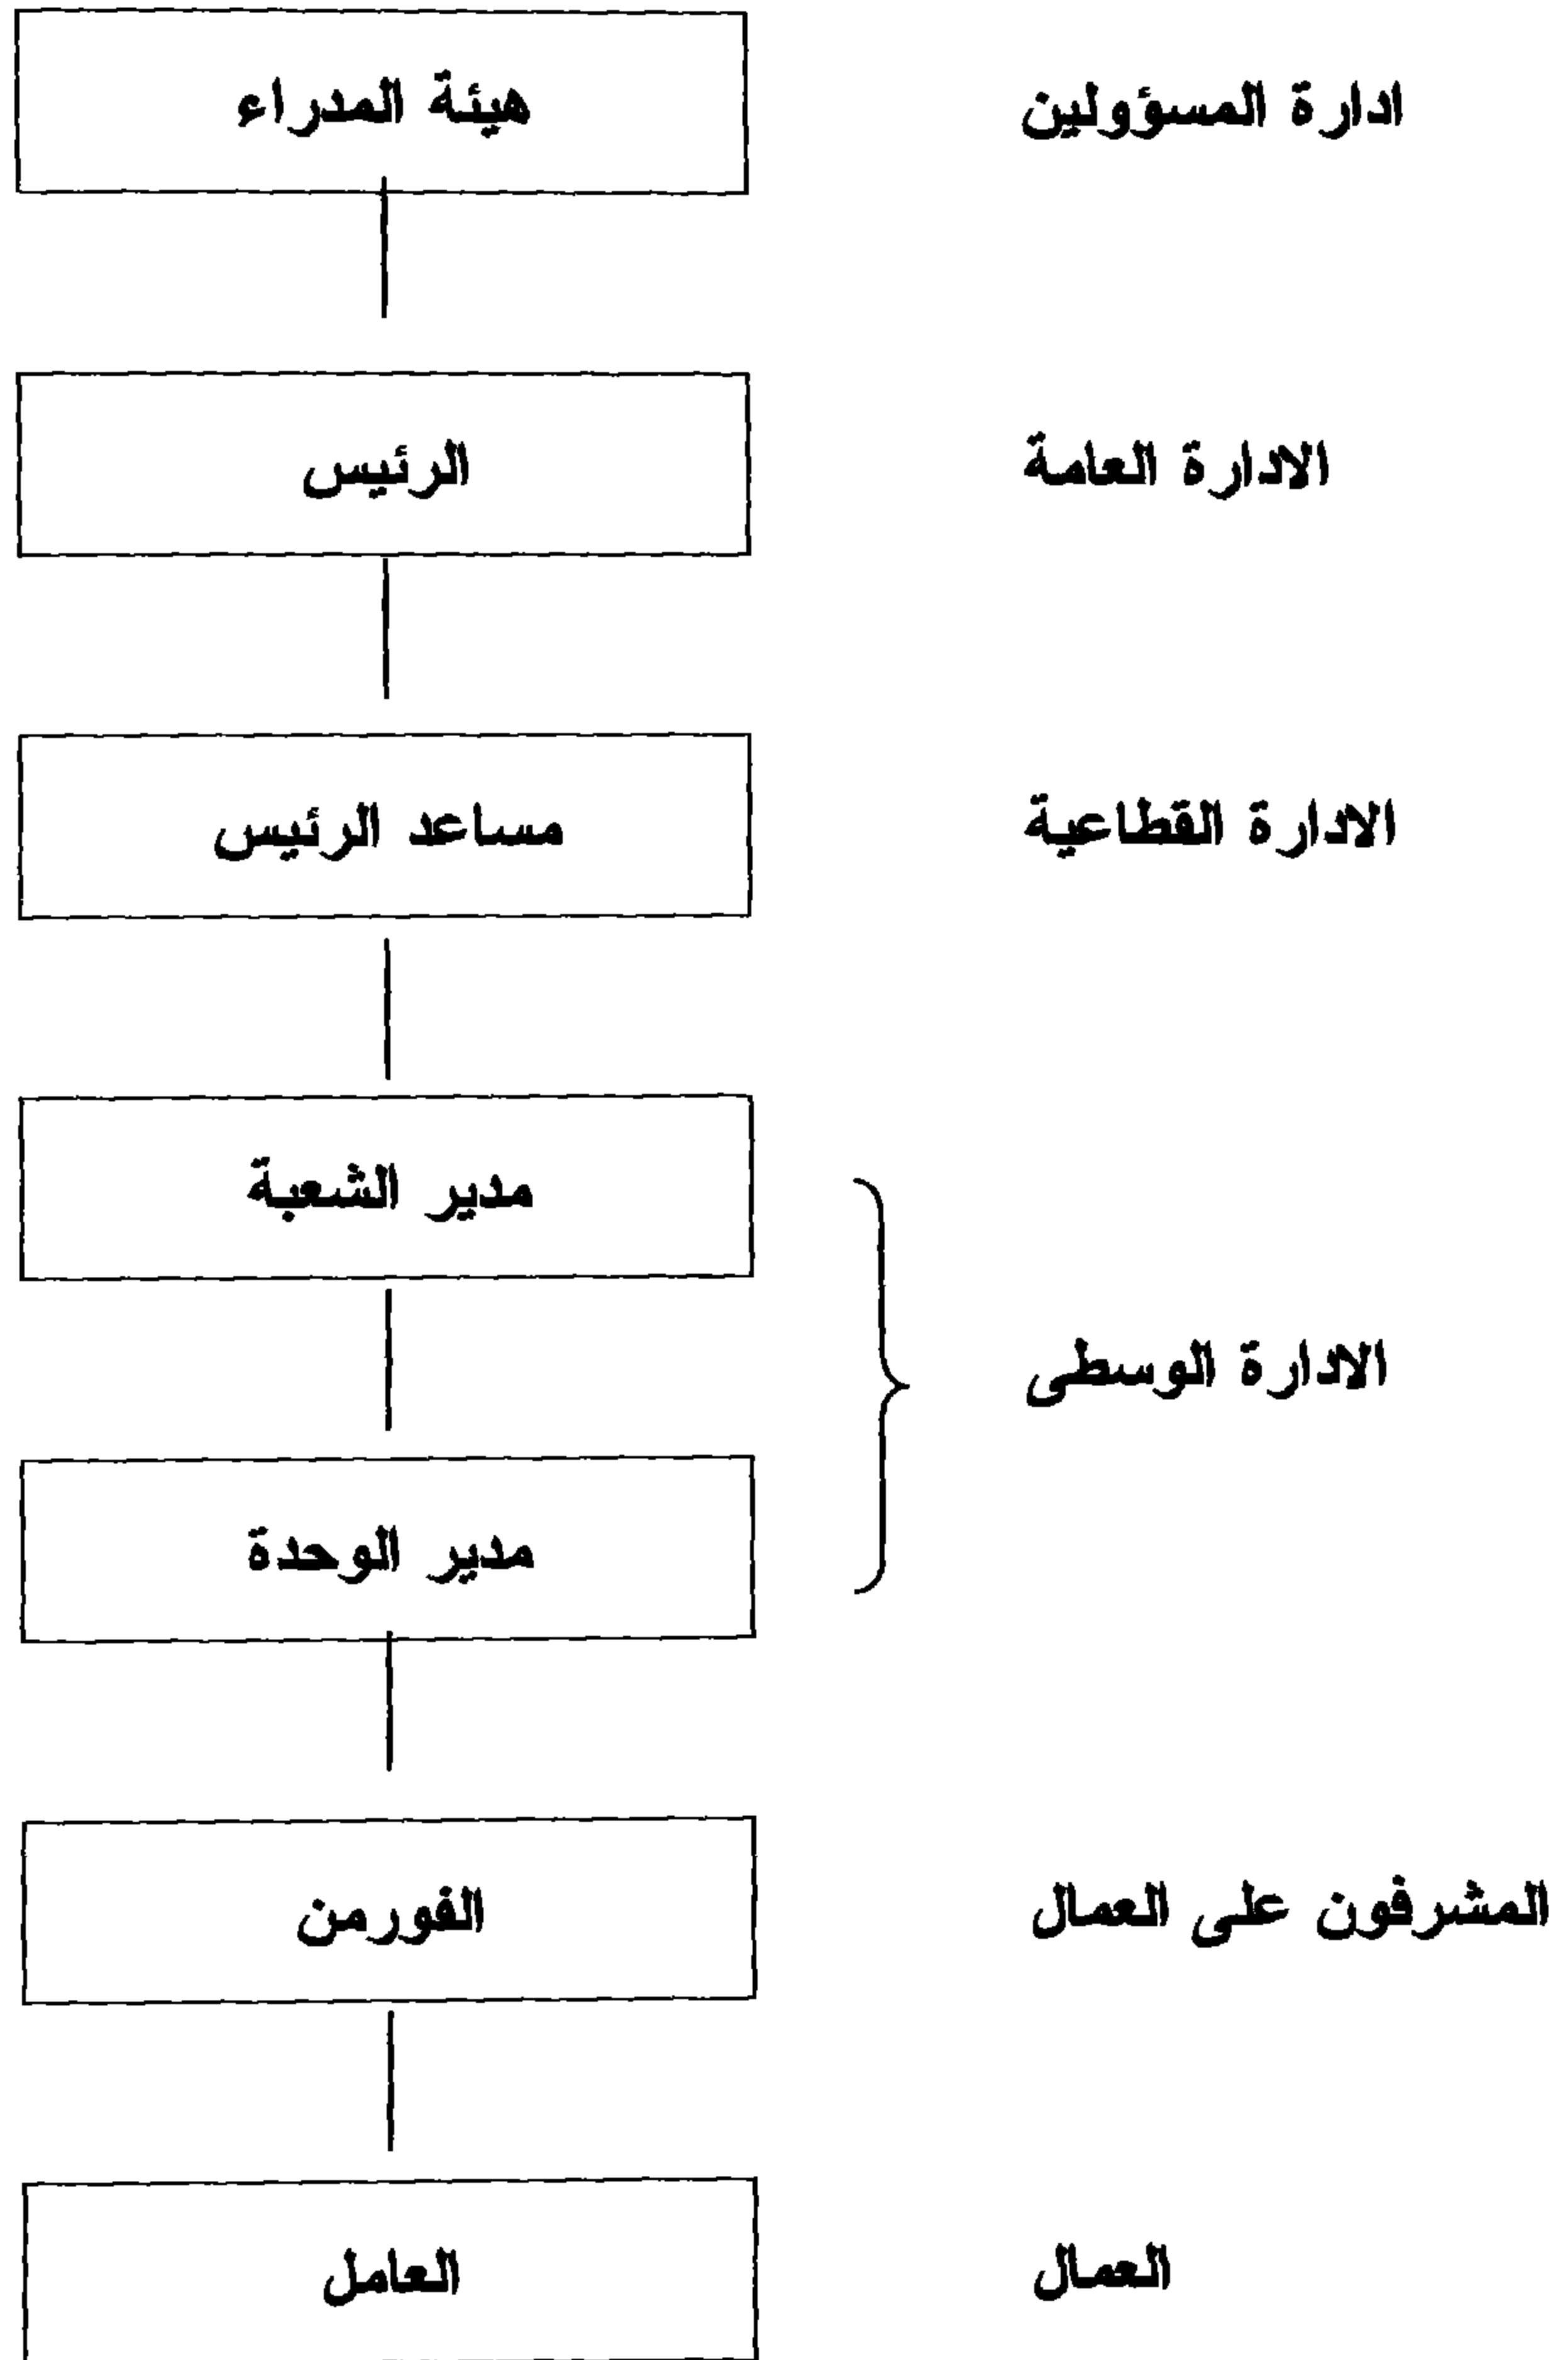 ادارة المسؤولين
هيئة المدراء
الادارة العامة
الرئيس
الادارة القطاعية
مساعد الرئيس
مدير الشعبة
الادارة الوسطى
مدير الوحدة
المشرفون على العمال
الفورمن
العمال
العامل